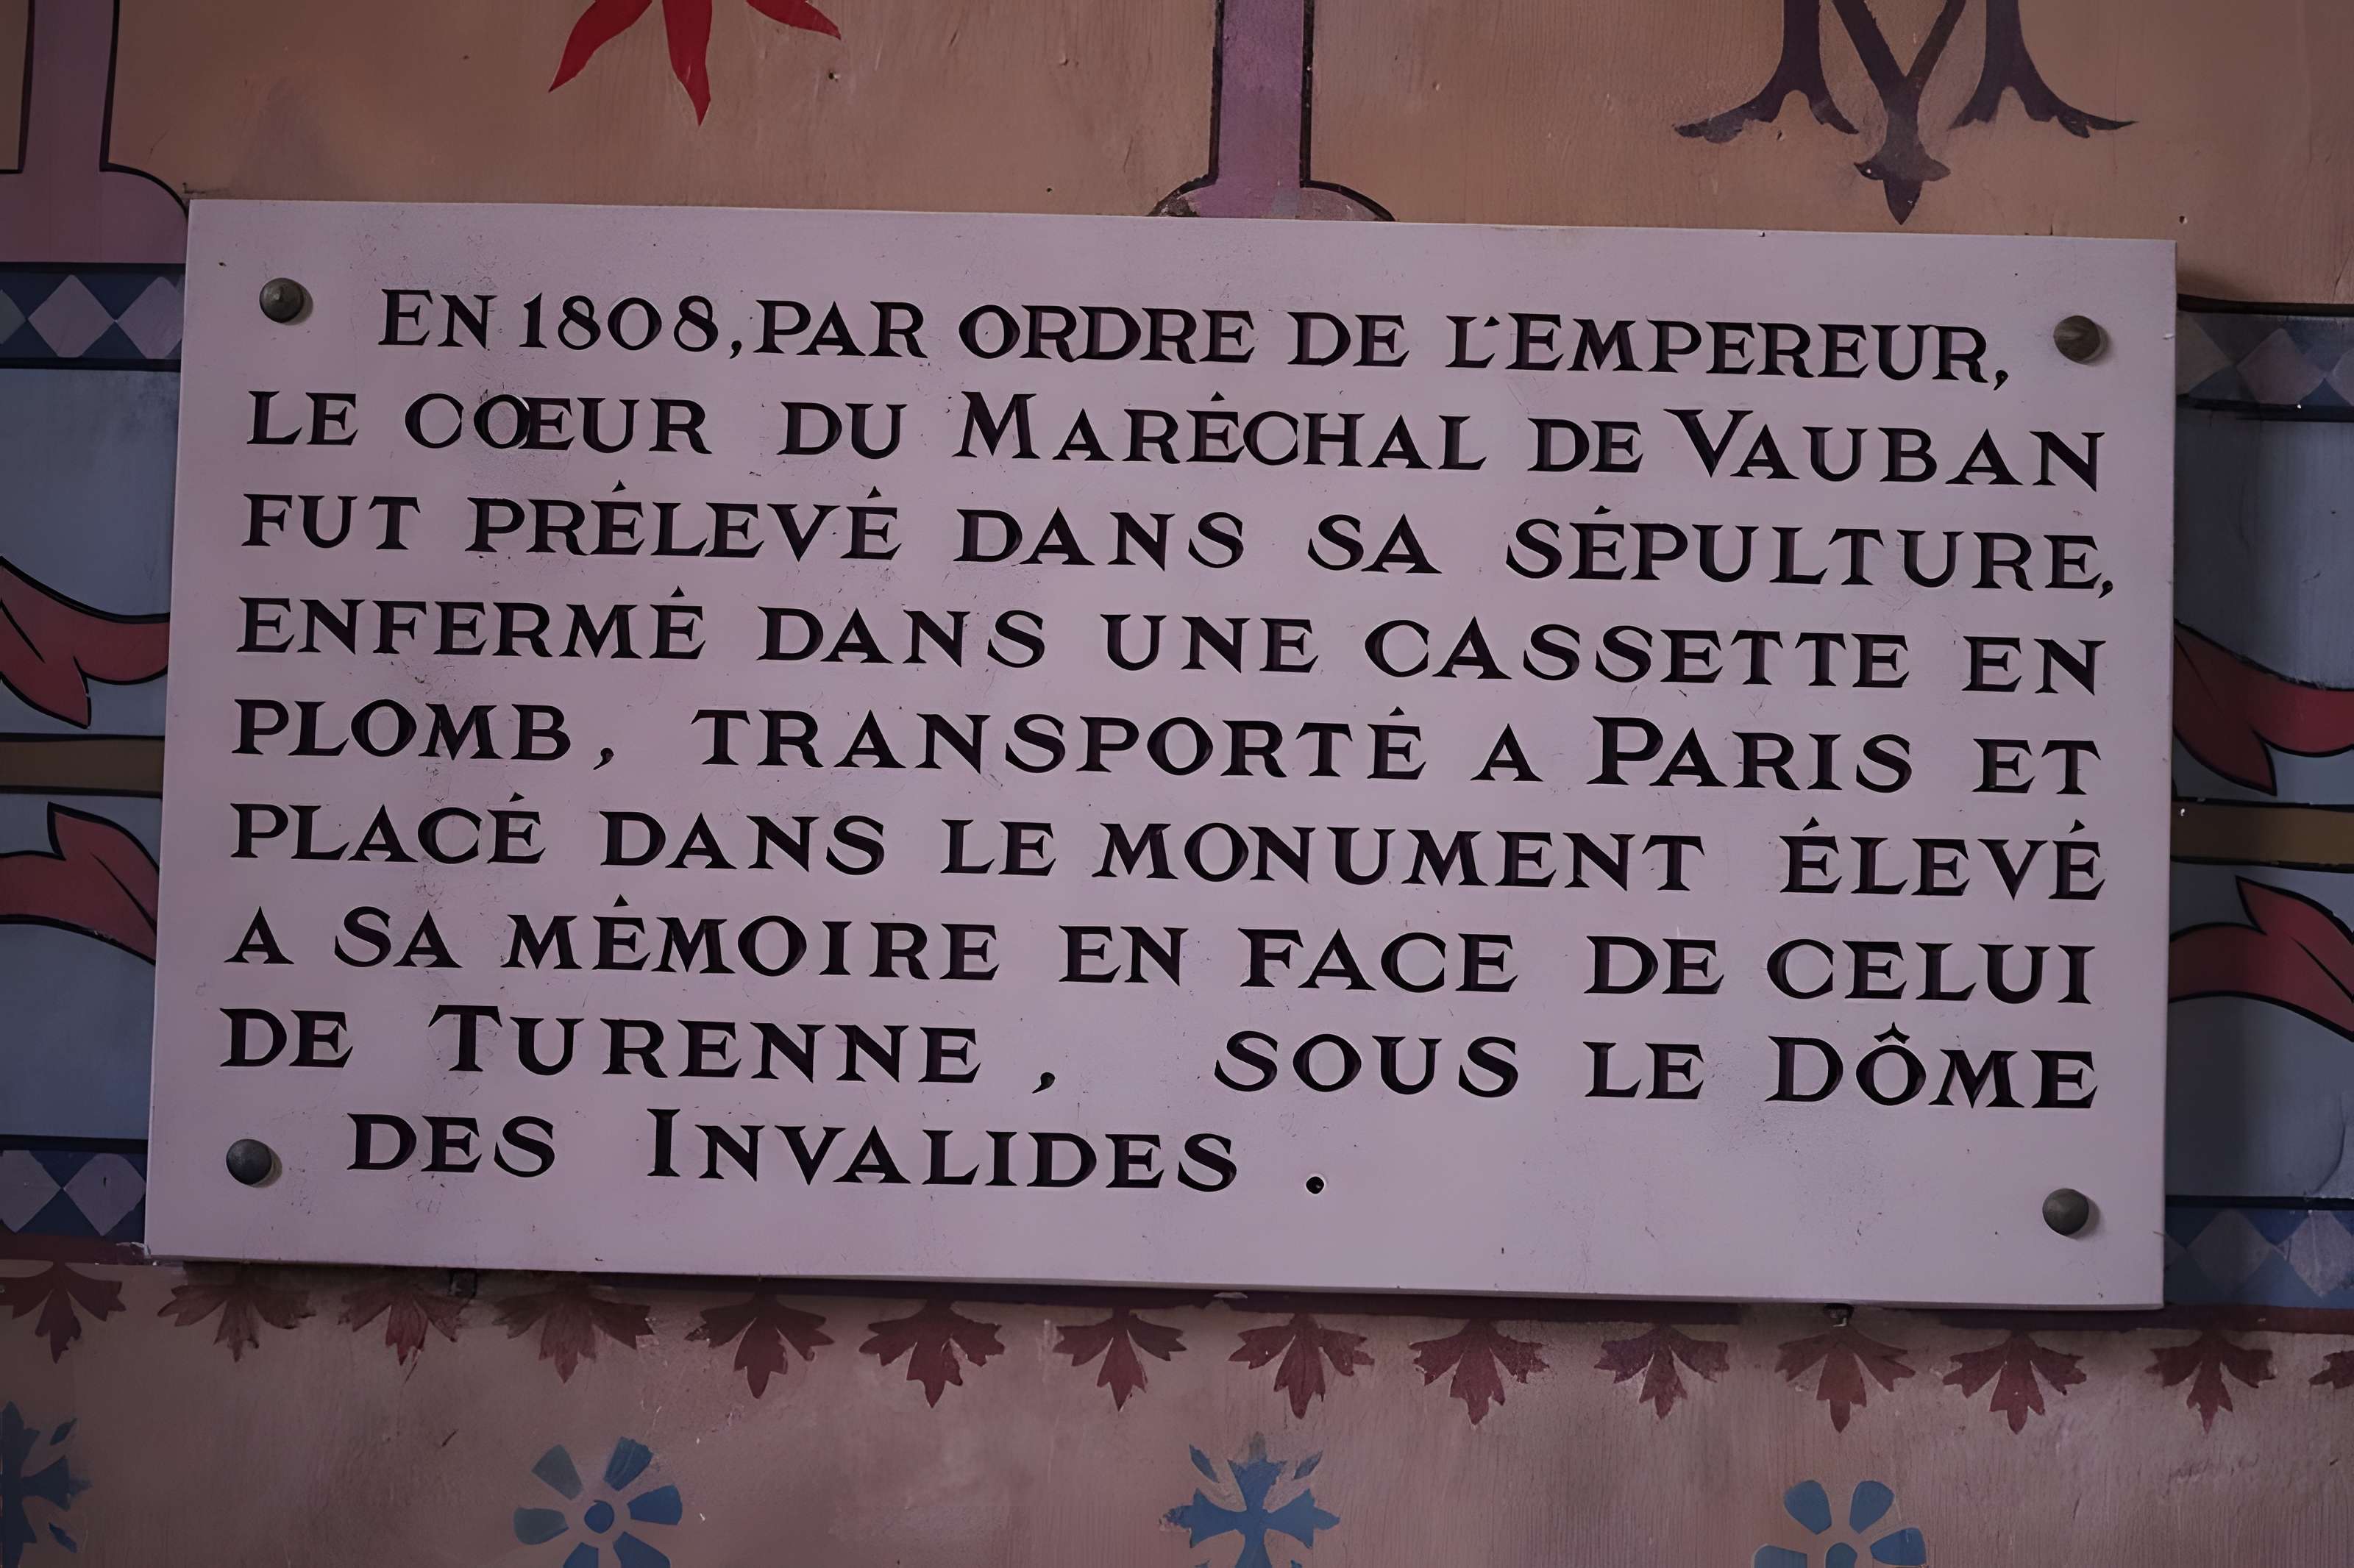 M
EN 1808, PAR ORDRE DE L'EMPEREUR,
LE CŒUR DU MARÉCHAL DE VAUBAN
FUT PRÉLEVÉ DANS SA SÉPULTURE,
ENFERMÉ DANS UNE CASSETTE EN
PLOMB, TRANSPORTÉ A PARIS ET
PLACÉ DANS LE MONUMENT ÉLEVÉ
A SA MÉMOIRE EN FACE DE CELUI
DE TURENNE, SOUS LE DÔME
DES INVALIDES.